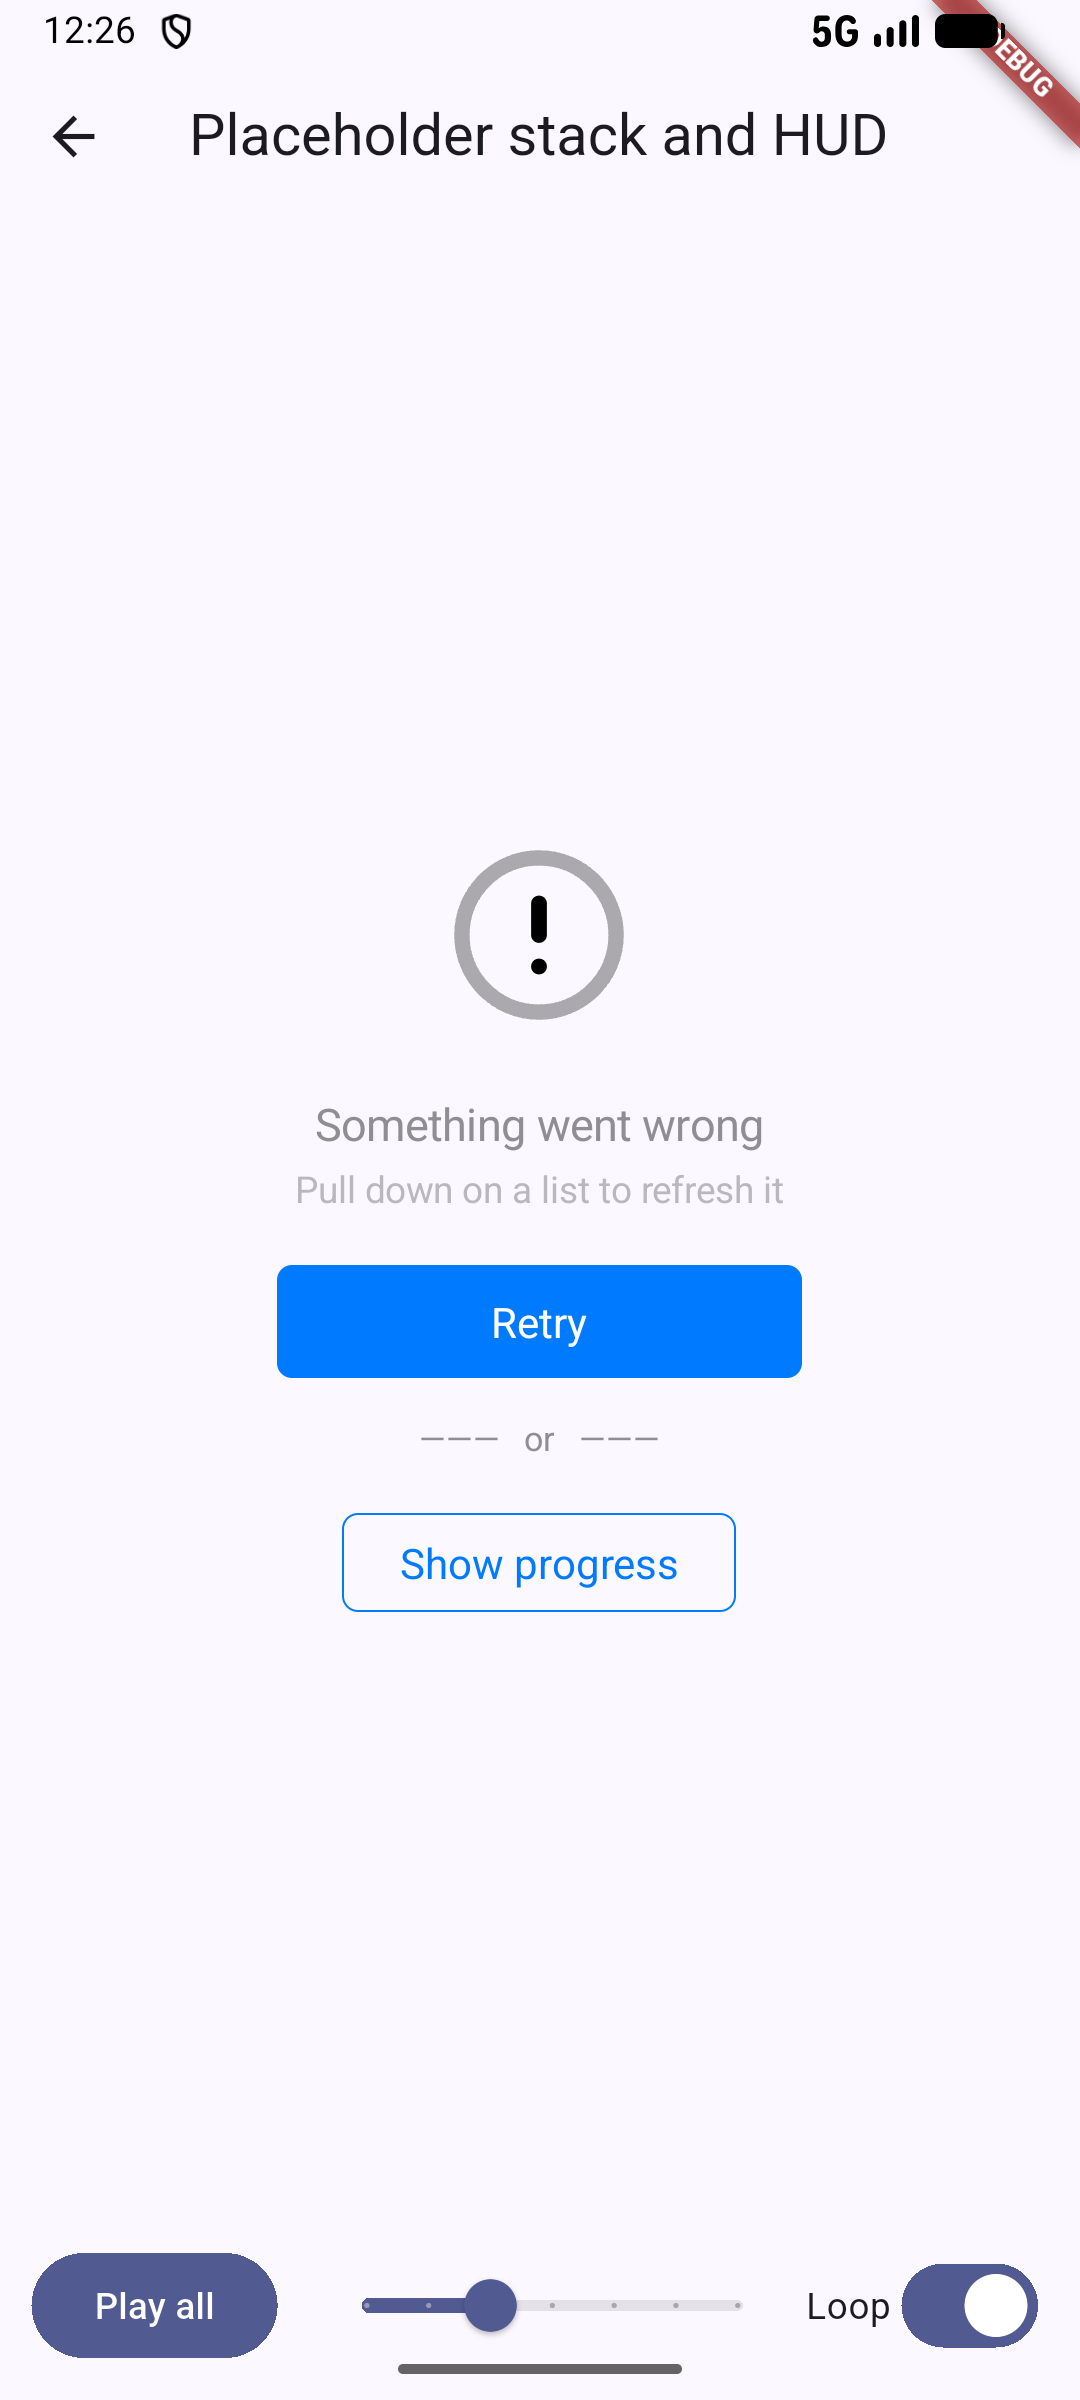 12:26
5G
EBUG
Placeholder stack and HUD
Something went wrong
Pull down on a list to refresh it
Retry
——— or ———
Show progress
Play all
Loop